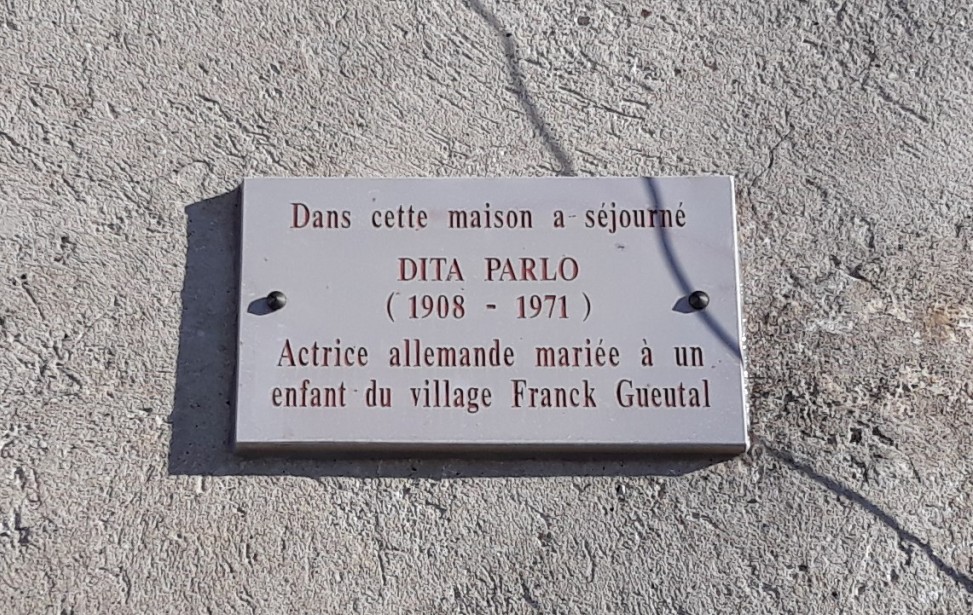 Dans cette maison a séjourné
DITA PARLO
( 1908 - 1971 )
Actrice allemande mariée à un
enfant du village Franck Gueutal